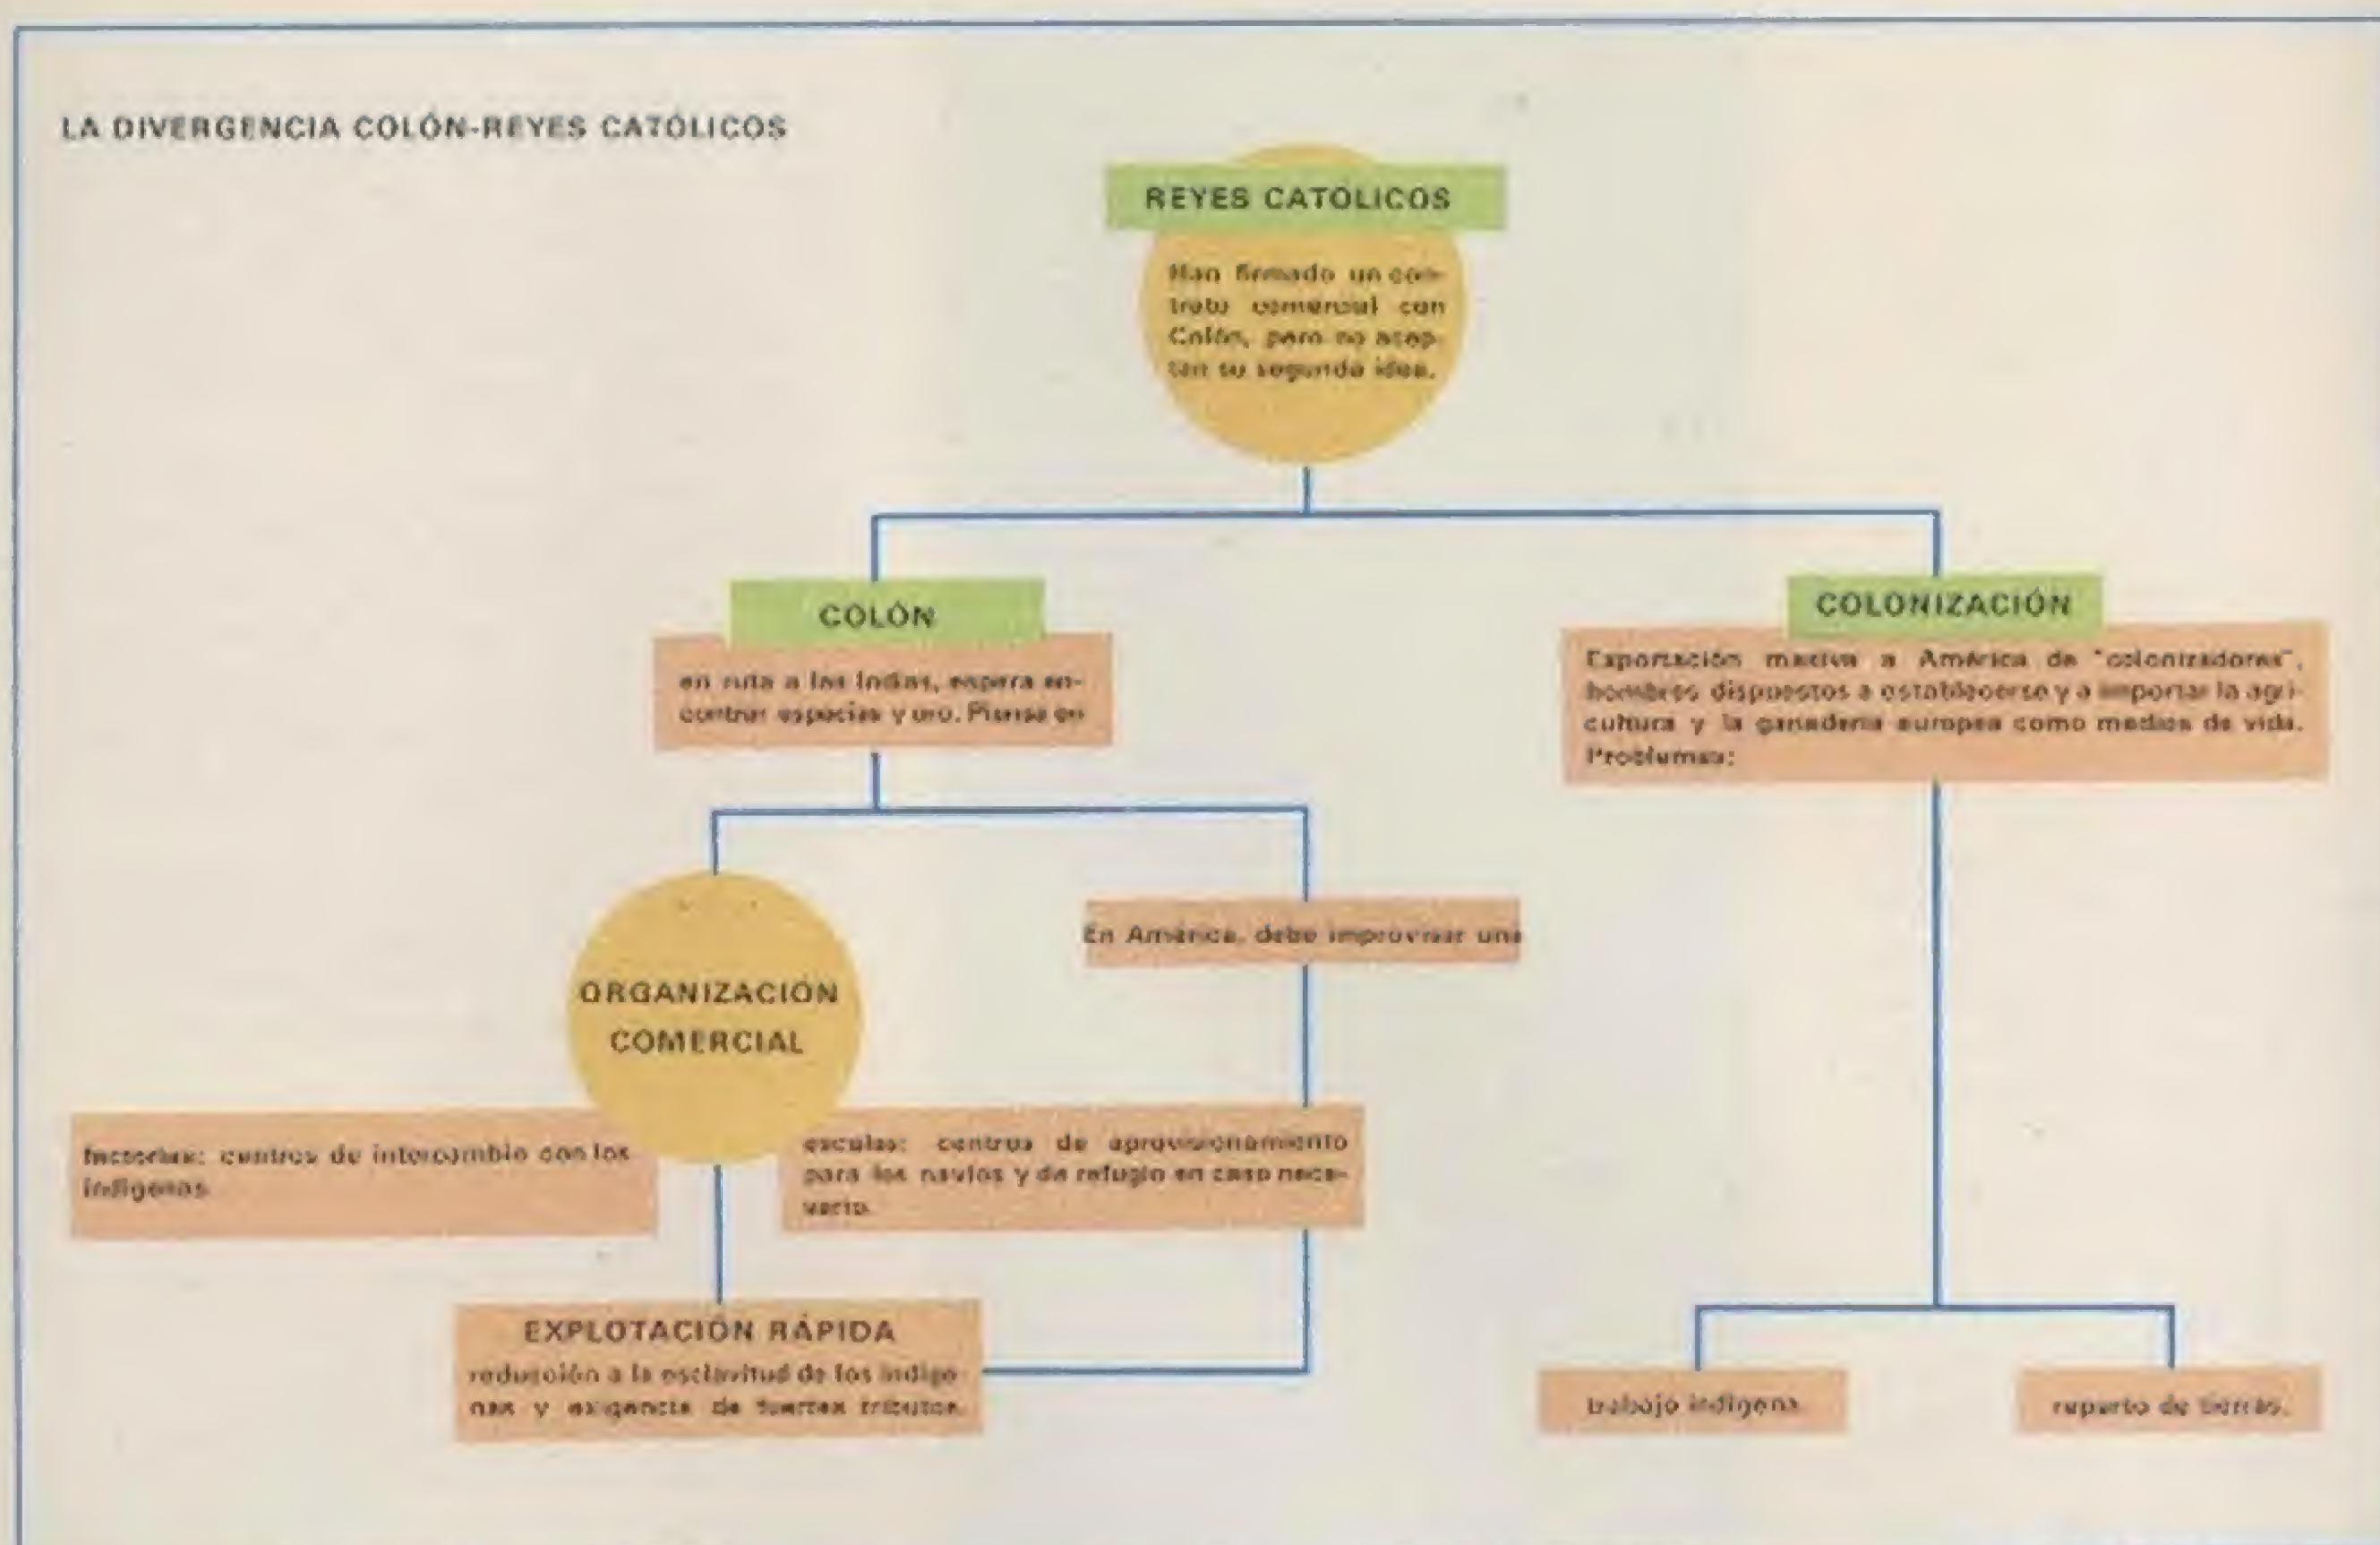 LA DIVERGENCIA COLÓN-REYES CATÓLICOS
REYES CATÓLICOS
Han firmado un con-
trato comercial con
Colón, pero no acep-
tan su segunda idea.
COLÓN
en ruta a las Indias, espera en-
contrar especias y oro. Piensa en
COLONIZACIÓN
Exportación masiva a América de "colonizadores",
hombres dispuestos a establecerse y a importar la agri-
cultura y la ganadería europea como medios de vida.
Problemas:
ORGANIZACIÓN
COMERCIAL
En América, debe improvisar una
factorías: centros de intercambio con los
indígenas.
escalas: centros de aprovisionamiento
para los navíos y de refugio en caso nece-
sario.
EXPLOTACIÓN RÁPIDA
reducción a la esclavitud de los indíge-
nas y exigencia de fuertes tributos.
trabajo indígena.
reparto de tierras.